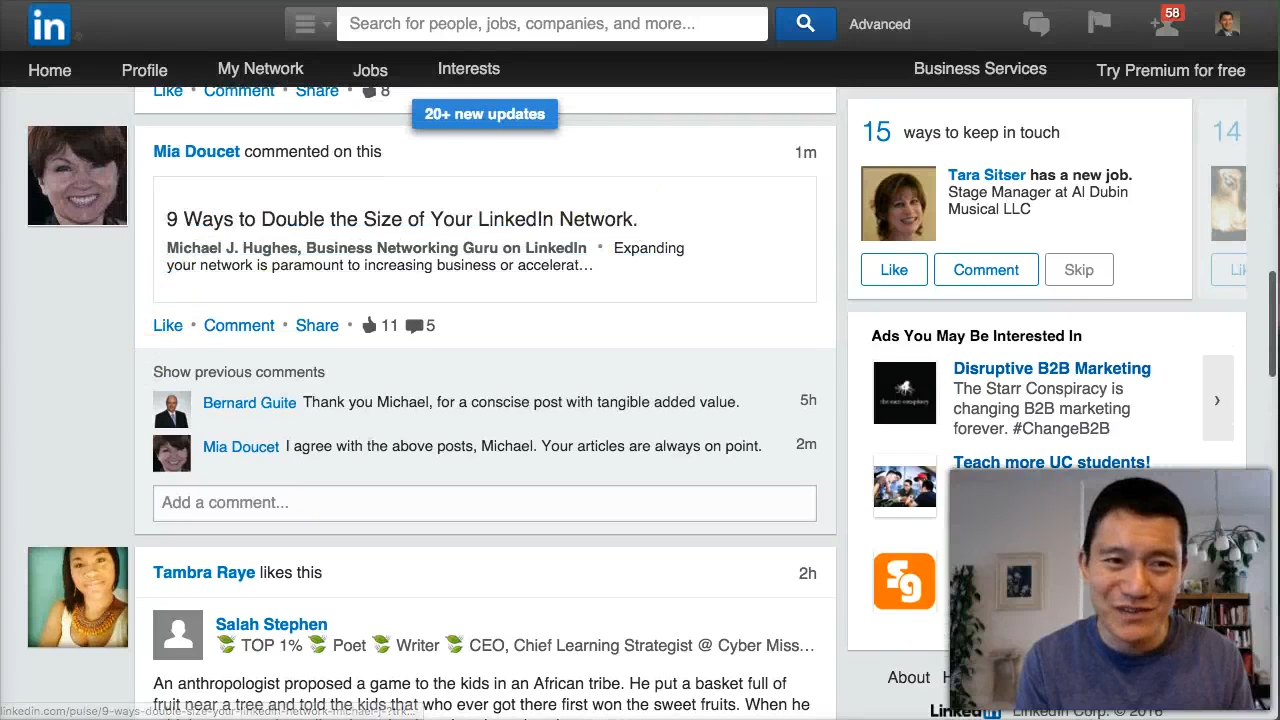 in
Search for people, jobs, companies, and more...
Advanced
58
Home
Profile
My Network
Jobs
Interests
Business Services
Try Premium for free
Like • Comment • Share • 8
20+ new updates
Mia Doucet commented on this
1m
9 Ways to Double the Size of Your LinkedIn Network.
Michael J. Hughes, Business Networking Guru on LinkedIn • Expanding
your network is paramount to increasing business or accelerat...
Like • Comment • Share • 11 5
Show previous comments
Bernard Guite Thank you Michael, for a conscise post with tangible added value.
5h
Mia Doucet I agree with the above posts, Michael. Your articles are always on point.
2m
Add a comment...
Tambra Raye likes this
2h
Salah Stephen
TOP 1% Poet Writer CEO, Chief Learning Strategist @ Cyber Miss...
An anthropologist proposed a game to the kids in an African tribe. He put a basket full of
fruit near a tree and told the kids that who ever got there first won the sweet fruits. When he
15 ways to keep in touch
14
Tara Sitser has a new job.
Stage Manager at Al Dubin
Musical LLC
Like
Comment
Skip
Lik
Ads You May Be Interested In
the starr conspiracy
Disruptive B2B Marketing
The Starr Conspiracy is
changing B2B marketing
forever. #ChangeB2B
Teach more UC students!
Sg
About
LinkedIn LinkedIn Corp. © 2016